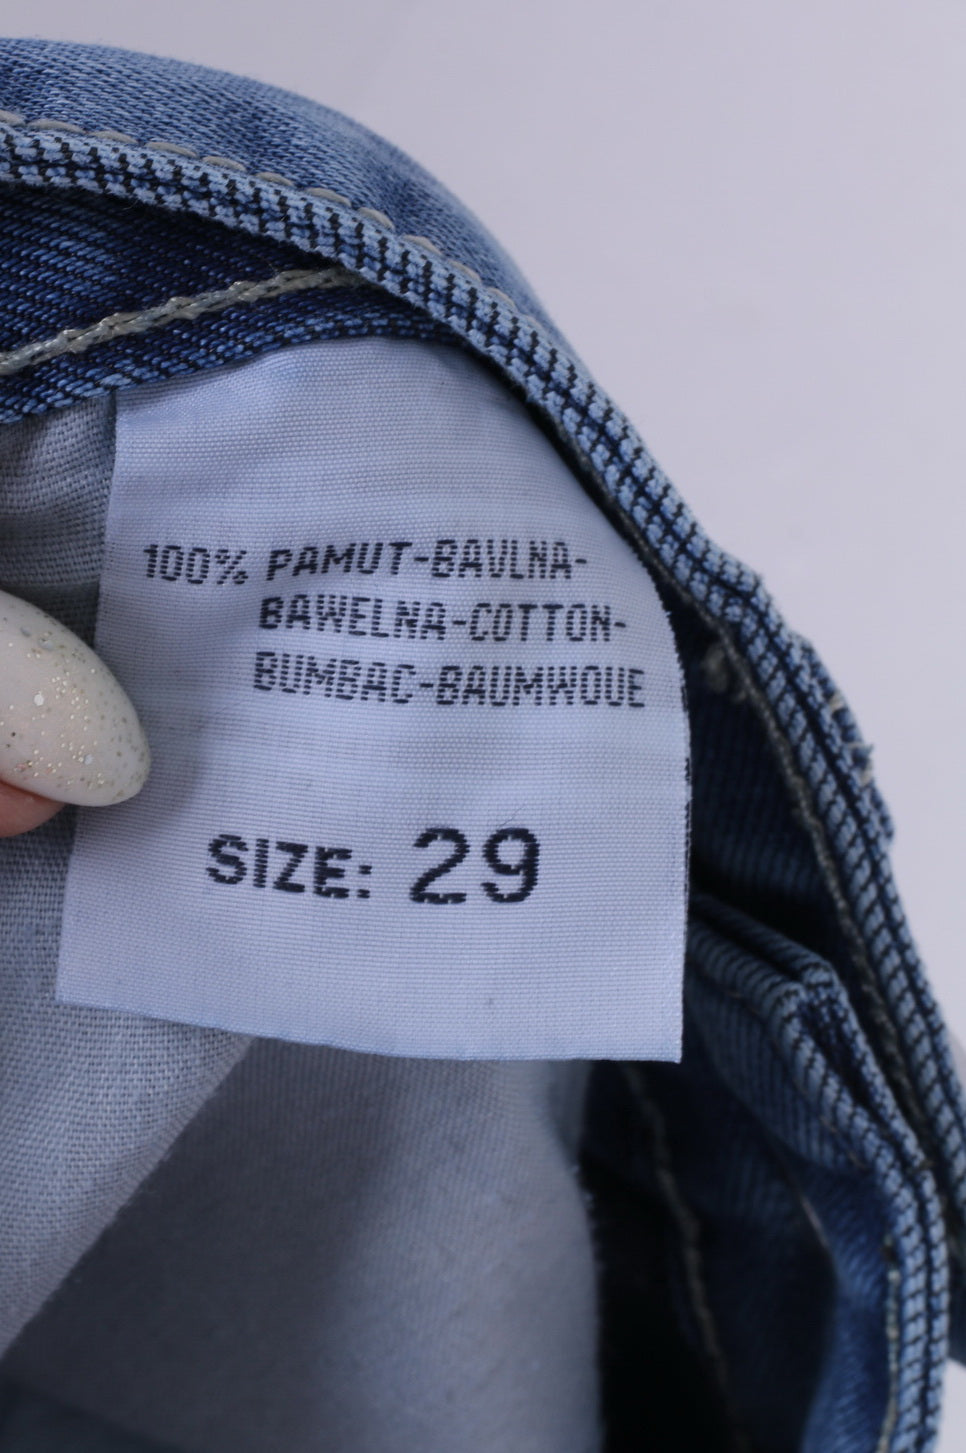 100% PAMUT-BAVLNA-
BAWELNA-COTTON-
BUMBAC-BAUMWOUE
SIZE: 29